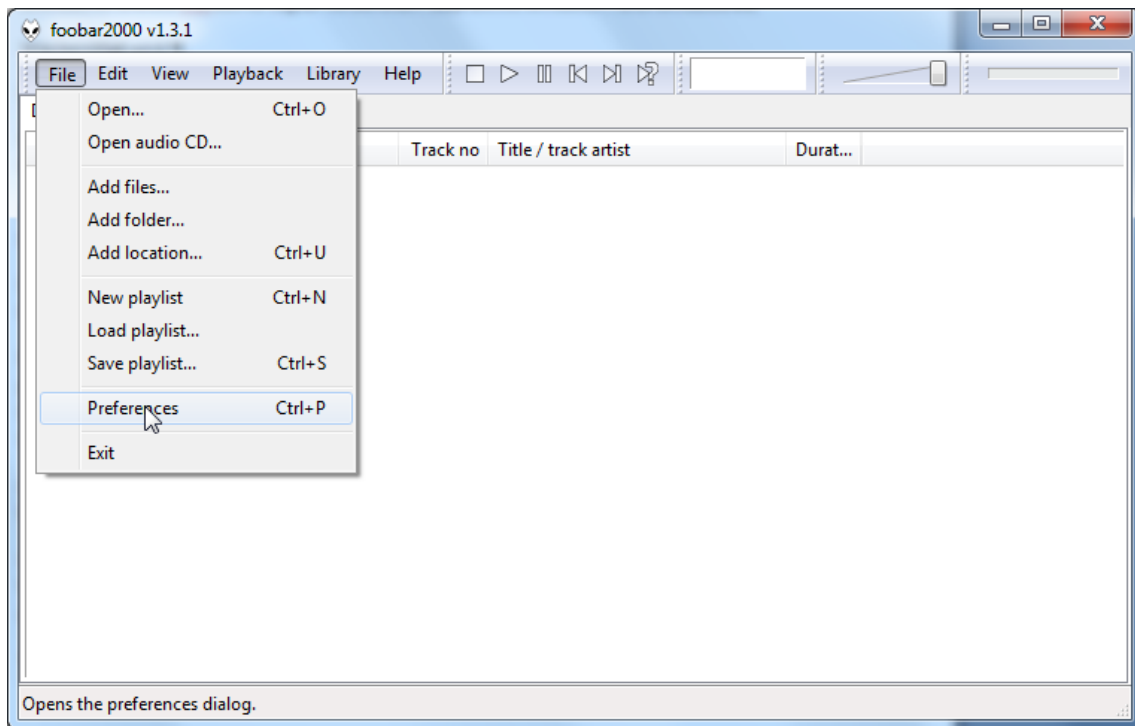 foobar2000 v1.3.1
File Edit View Playback Library Help
Open... Ctrl+O
Open audio CD...
Track no Title / track artist Durat...
Add files...
Add folder...
Add location... Ctrl+U
New playlist Ctrl+N
Load playlist...
Save playlist... Ctrl+S
Preferences Ctrl+P
Exit
Opens the preferences dialog.